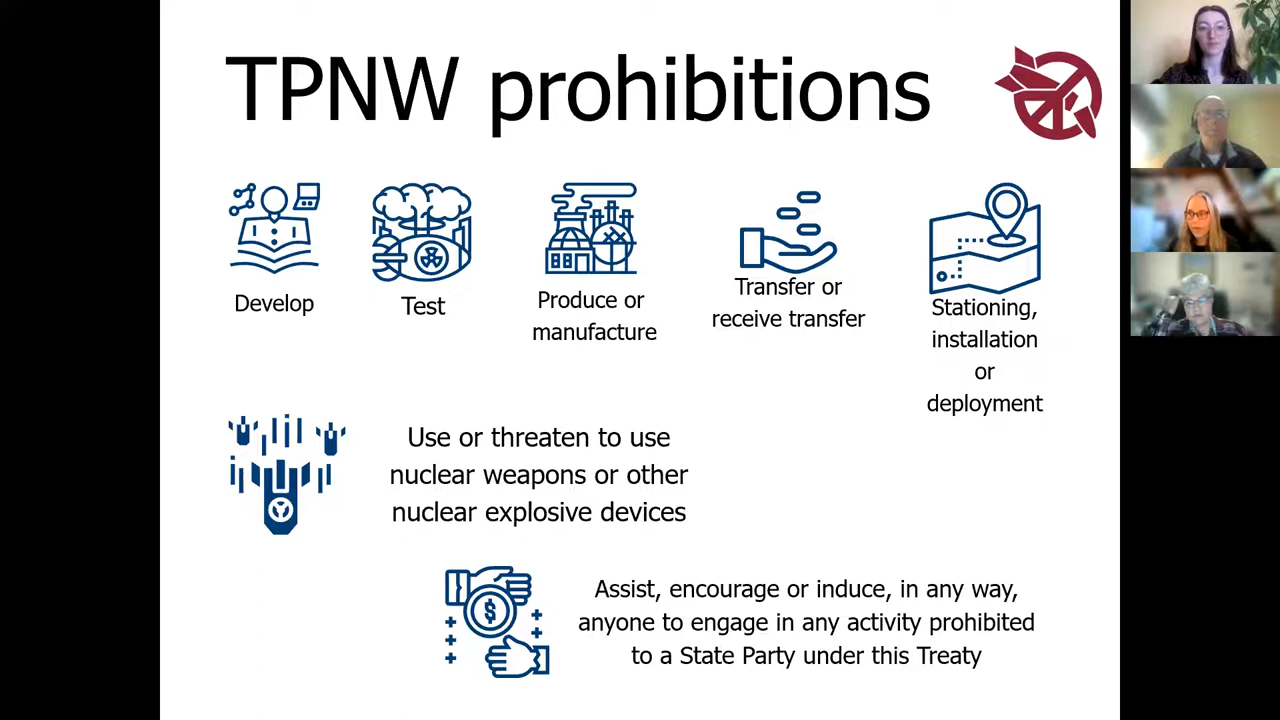 TPNW prohibitions
Develop
Test
Produce or
manufacture
Transfer or
receive transfer
Stationing,
installation
or
deployment
Use or threaten to use
nuclear weapons or other
nuclear explosive devices
$
Assist, encourage or induce, in any way,
anyone to engage in any activity prohibited
to a State Party under this Treaty